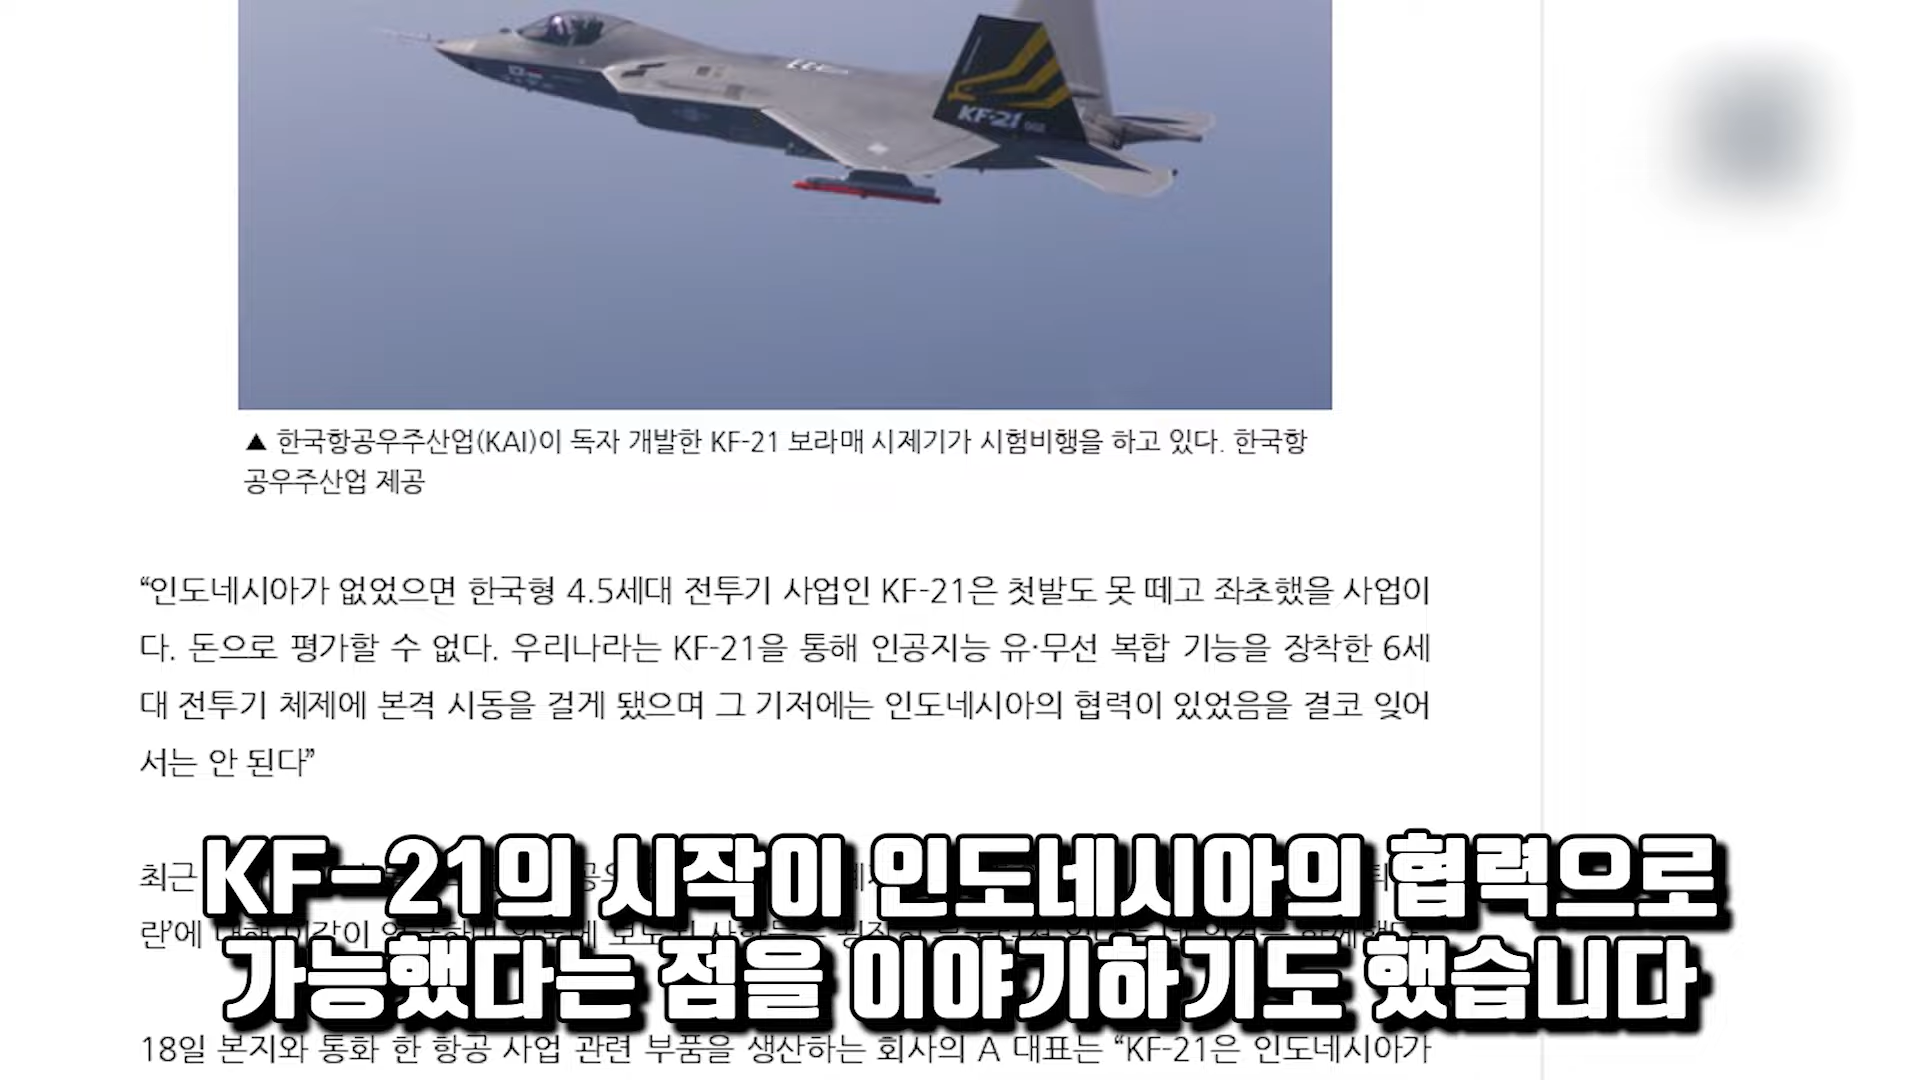 KF-21
▲ 한국항공우주산업(KAI)이 독자 개발한 KF-21 보라매 시제기가 시험비행을 하고 있다. 한국항
공우주산업 제공
“인도네시아가 없었으면 한국형 4.5세대 전투기 사업인 KF-21은 첫발도 못 떼고 좌초했을 사업이
다. 돈으로 평가할 수 없다. 우리나라는 KF-21을 통해 인공지능 유·무선 복합 기능을 장착한 6세
대 전투기 체제에 본격 시동을 걸게 됐으며 그 기저에는 인도네시아의 협력이 있었음을 결코 잊어
서는 안 된다”
최근
KF-21의 시작이 인도네시아의 협력으로
란’에
가능했다는 점을 이야기하기도 했습니다
18일 본지와 통화 한 항공 사업 관련 부품을 생산하는 회사의 A 대표는 “KF-21은 인도네시아가